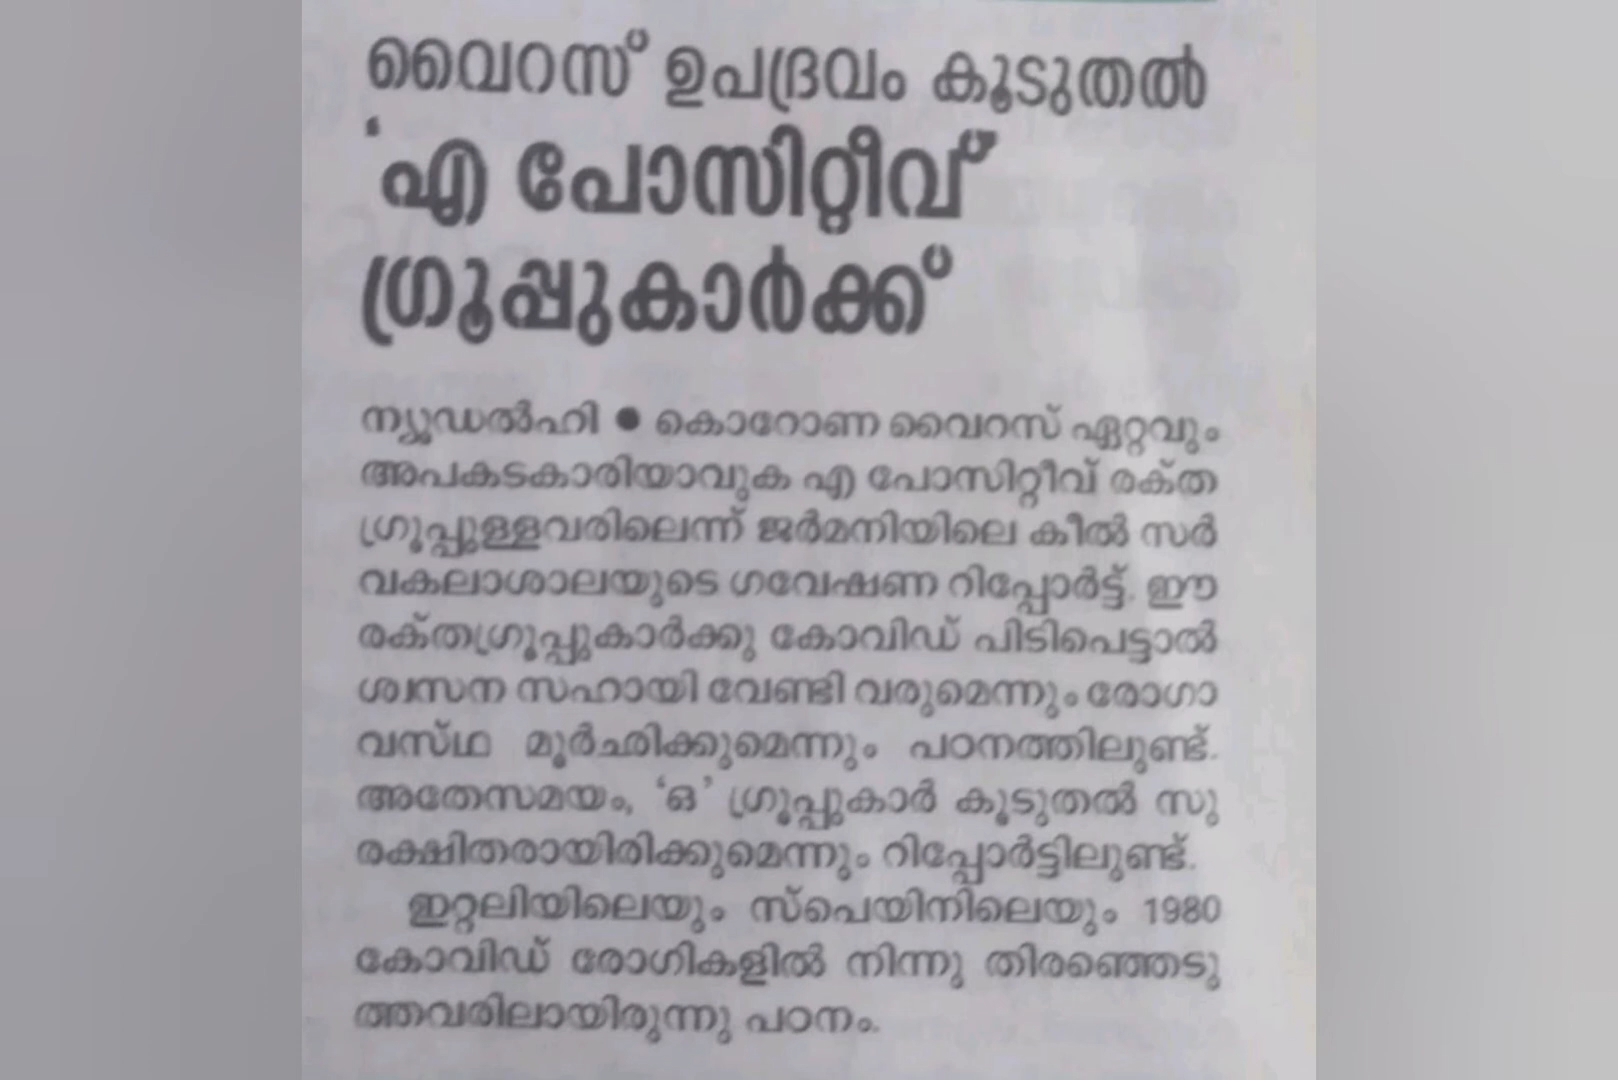 വൈറസ് ഉപദ്രവം കൂടുതൽ
‘എ പോസിറ്റീവ്’
ഗ്രൂപ്പുകാർക്ക്
ന്യൂഡൽഹി ● കൊറോണ വൈറസ് ഏറ്റവും
അപകടകാരിയാവുക എ പോസിറ്റീവ് രക്ത
ഗ്രൂപ്പുള്ളവരിലെന്ന് ജർമനിയിലെ കീൽ സർ
വകലാശാലയുടെ ഗവേഷണ റിപ്പോർട്ട്. ഈ
രക്തഗ്രൂപ്പുകാർക്കു കോവിഡ് പിടിപെട്ടാൽ
ശ്വസന സഹായി വേണ്ടി വരുമെന്നും രോഗാ
വസ്ഥ മൂർഛിക്കുമെന്നും പഠനത്തിലുണ്ട്.
അതേസമയം, ‘ഒ’ ഗ്രൂപ്പുകാർ കൂടുതൽ സു
രക്ഷിതരായിരിക്കുമെന്നും റിപ്പോർട്ടിലുണ്ട്.
ഇറ്റലിയിലെയും സ്പെയിനിലെയും 1980
കോവിഡ് രോഗികളിൽ നിന്നു തിരഞ്ഞെടു
ത്തവരിലായിരുന്നു പഠനം.